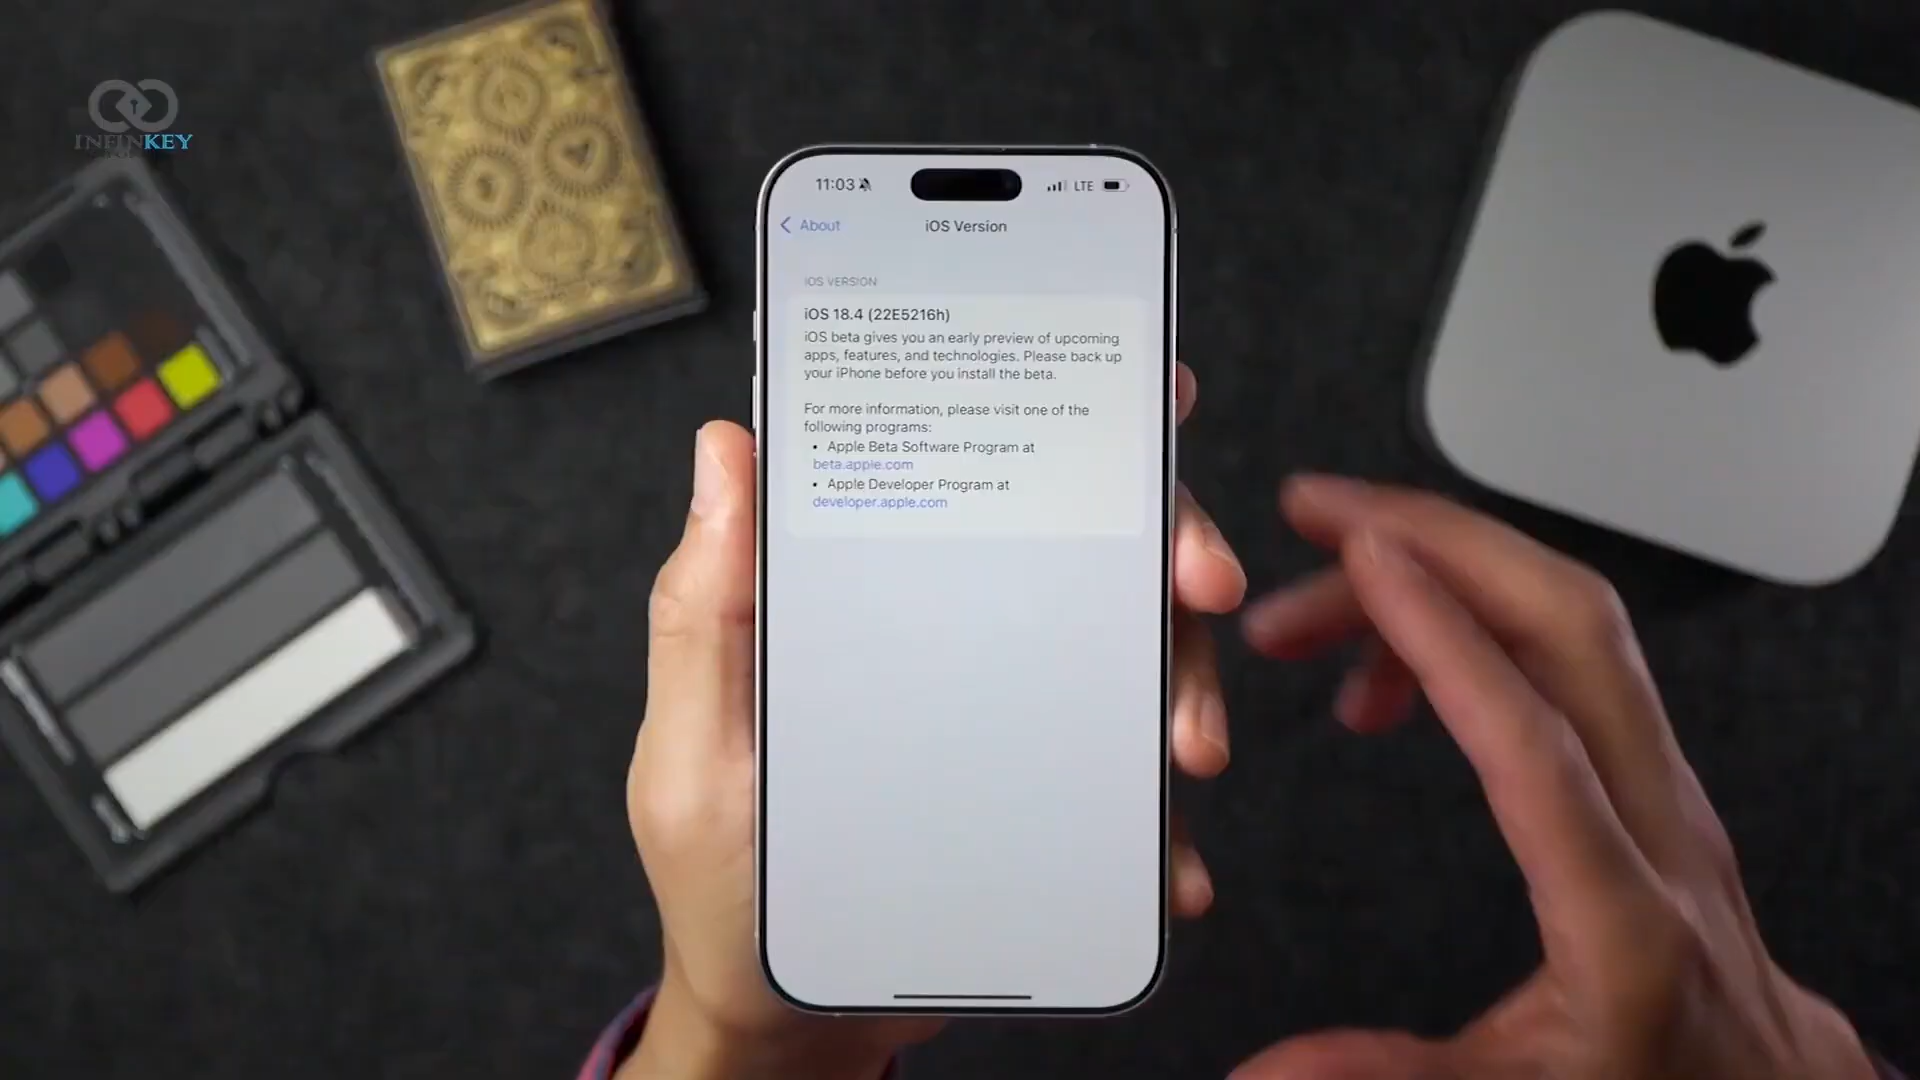 INFINKEY
11:03
LTE
About
iOS Version
IOS VERSION
iOS 18.4 (22E5216h)
iOS beta gives you an early preview of upcoming
apps, features, and technologies. Please back up
your iPhone before you install the beta.
For more information, please visit one of the
following programs:
• Apple Beta Software Program at
beta.apple.com
• Apple Developer Program at
developer.apple.com